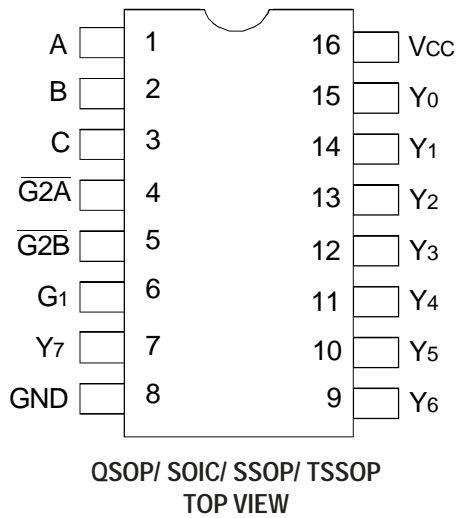 A 1 16 VCC
B 2 15 Y0
C 3 14 Y1
G2A 4 13 Y2
G2B 5 12 Y3
G1 6 11 Y4
Y7 7 10 Y5
GND 8 9 Y6
QSOP/ SOIC/ SSOP/ TSSOP
TOP VIEW